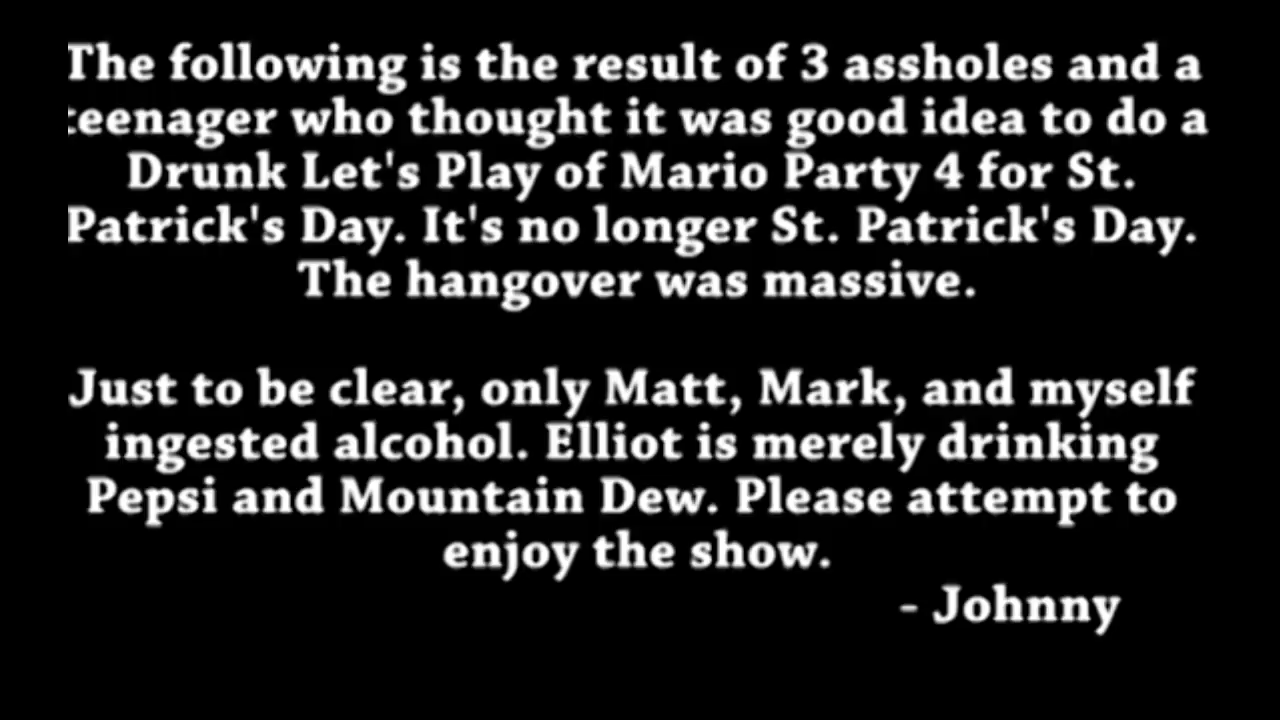 The following is the result of 3 assholes and a
teenager who thought it was good idea to do a
Drunk Let's Play of Mario Party 4 for St.
Patrick's Day. It's no longer St. Patrick's Day.
The hangover was massive.
Just to be clear, only Matt, Mark, and myself
ingested alcohol. Elliot is merely drinking
Pepsi and Mountain Dew. Please attempt to
enjoy the show.
- Johnny